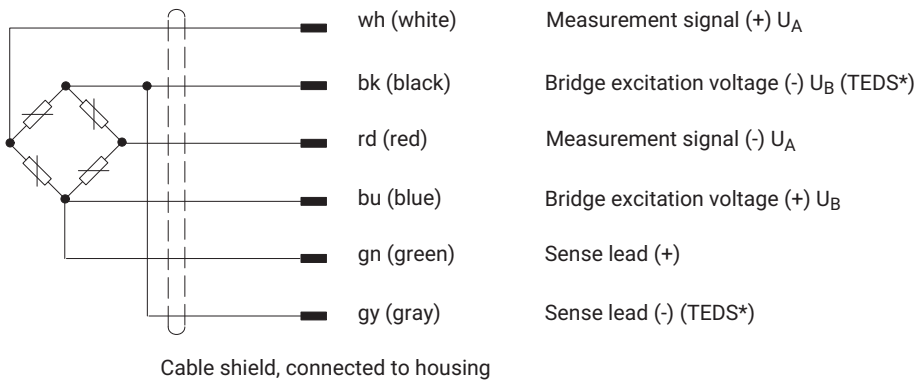 wh (white) Measurement signal (+) UA
bk (black) Bridge excitation voltage (-) UB (TEDS*)
rd (red) Measurement signal (-) UA
bu (blue) Bridge excitation voltage (+) UB
gn (green) Sense lead (+)
gy (gray) Sense lead (-) (TEDS*)
Cable shield, connected to housing